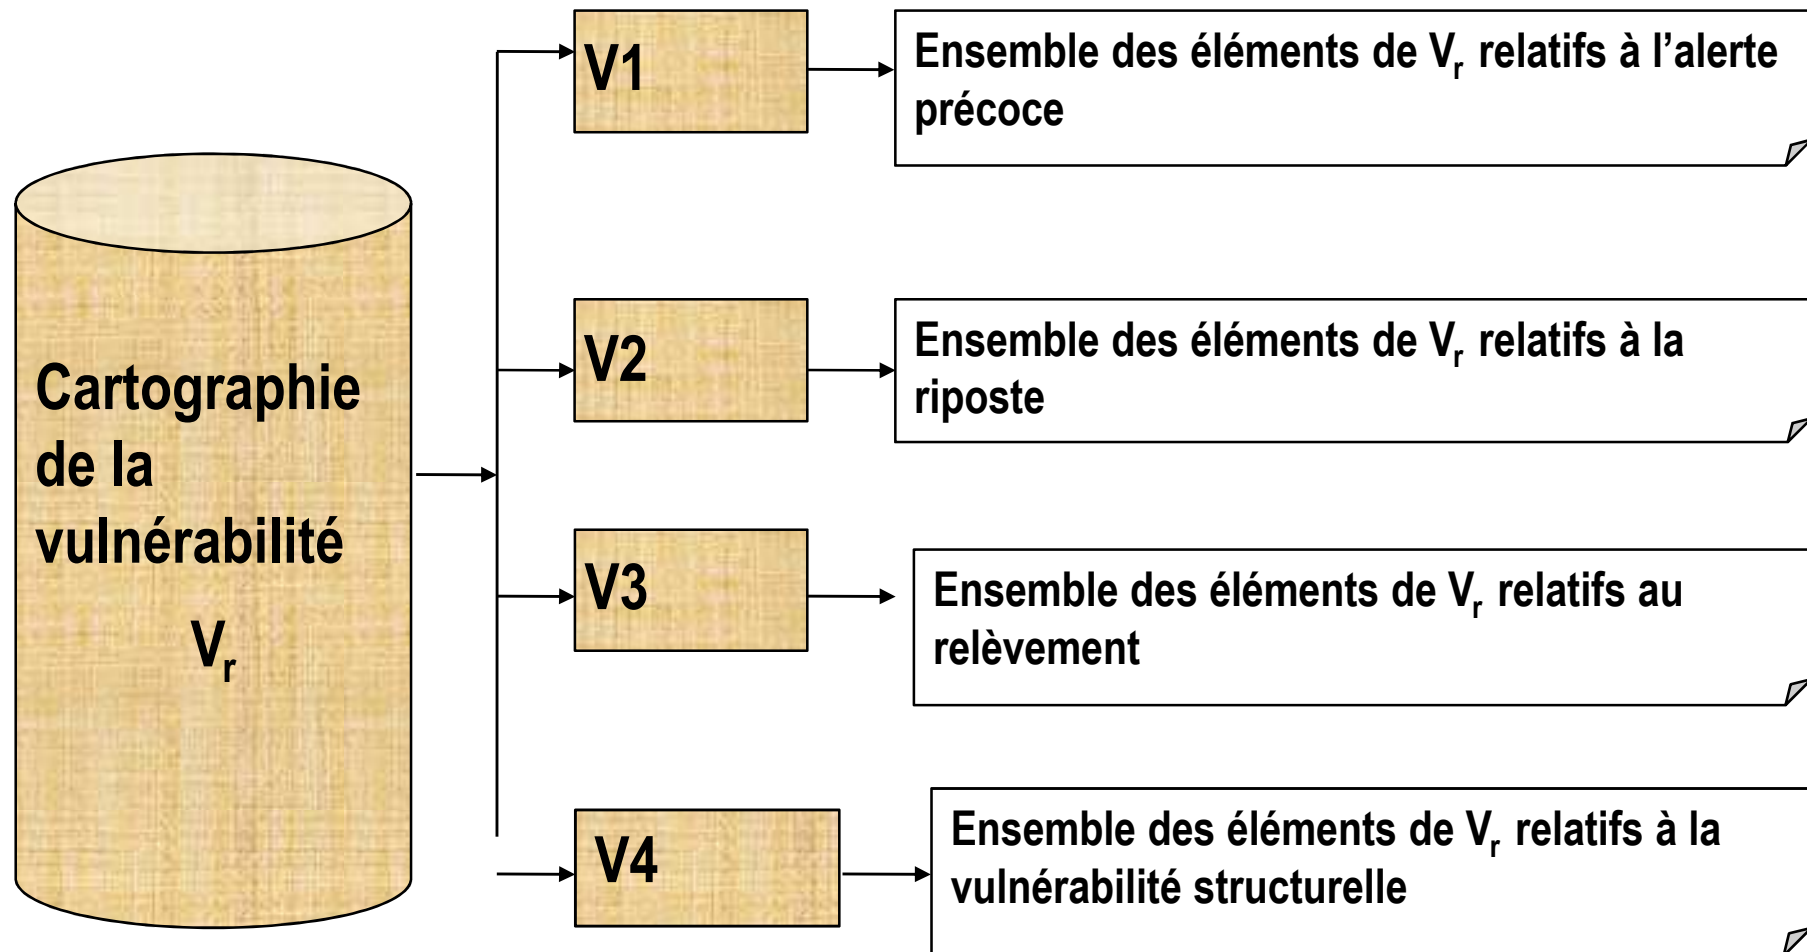 Cartographie
de la
vulnérabilité
Vr
V1
Ensemble des éléments de Vr relatifs à l’alerte
précoce
V2
Ensemble des éléments de Vr relatifs à la
riposte
V3
Ensemble des éléments de Vr relatifs au
relèvement
V4
Ensemble des éléments de Vr relatifs à la
vulnérabilité structurelle